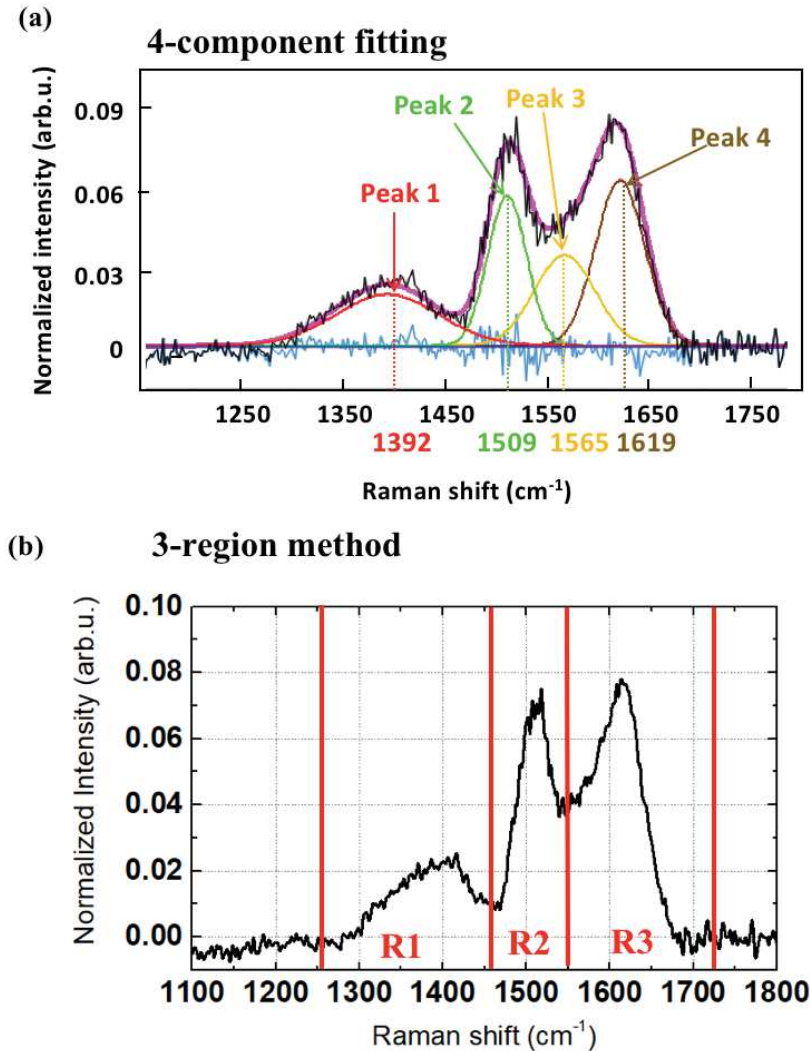 (a)
4-component fitting
Normalized intensity (arb.u.)
0.09
0.06
0.03
0
Peak 1
Peak 2
Peak 3
Peak 4
1250 1350 1450 1550 1650 1750
1392 1509 1565 1619
Raman shift (cm⁻¹)
(b)
3-region method
Normalized Intensity (arb.u.)
0.10
0.08
0.06
0.04
0.02
0.00
R1 R2 R3
1100 1200 1300 1400 1500 1600 1700 1800
Raman shift (cm⁻¹)